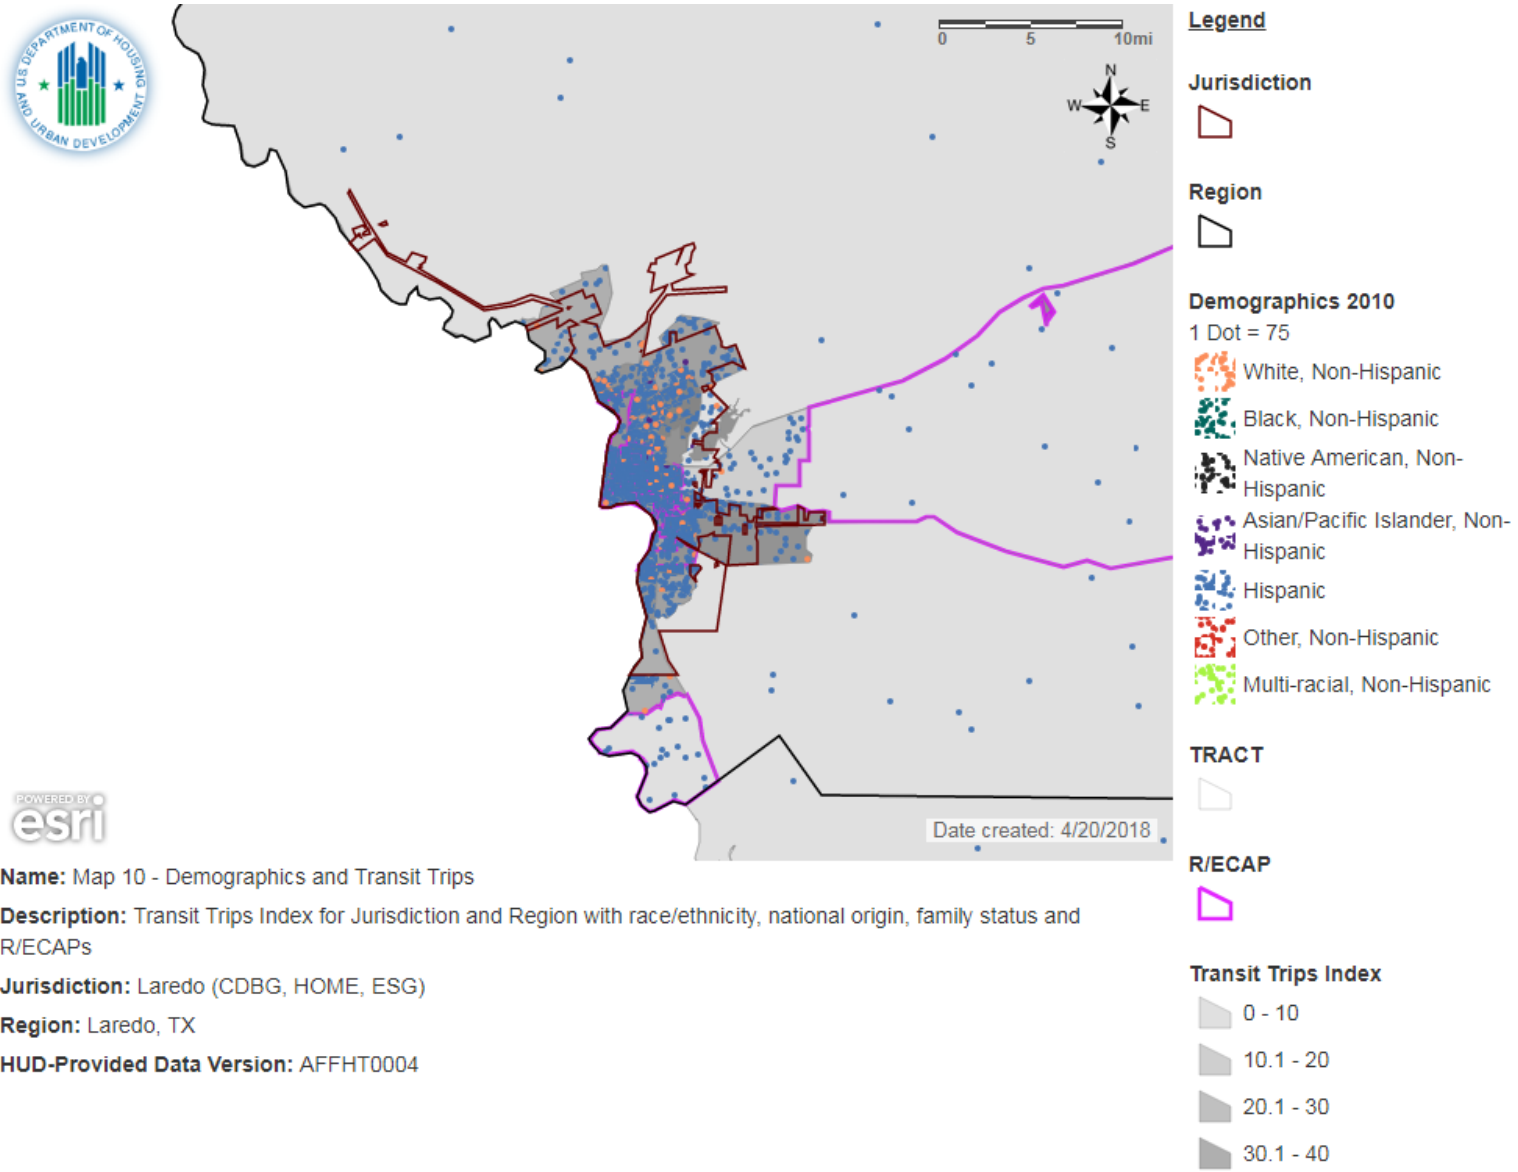 US DEPARTMENT OF HOUSING
AND URBAN DEVELOPMENT
0 5 10mi
N
W E
S
Legend
Jurisdiction
Region
Demographics 2010
1 Dot = 75
White, Non-Hispanic
Black, Non-Hispanic
Native American, Non-
Hispanic
Asian/Pacific Islander, Non-
Hispanic
Hispanic
Other, Non-Hispanic
Multi-racial, Non-Hispanic
TRACT
R/ECAP
Transit Trips Index
0 - 10
10.1 - 20
20.1 - 30
30.1 - 40
POWERED BY
esri
Date created: 4/20/2018
Name: Map 10 - Demographics and Transit Trips
Description: Transit Trips Index for Jurisdiction and Region with race/ethnicity, national origin, family status and
R/ECAPs
Jurisdiction: Laredo (CDBG, HOME, ESG)
Region: Laredo, TX
HUD-Provided Data Version: AFFHT0004